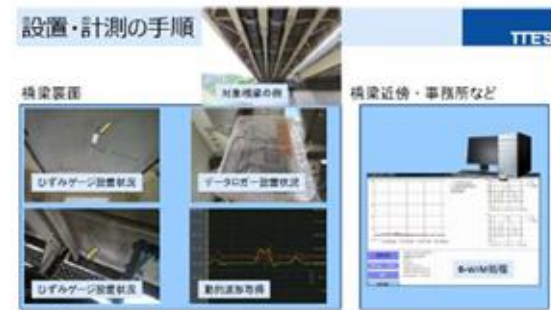 設置・計測の手順
TTES
橋梁裏面
対象橋梁の例
橋梁近傍・事務所など
ひずみゲージ設置状況
データロガー設置状況
ひずみゲージ設置状況
動的波形取得
B-WIM処理